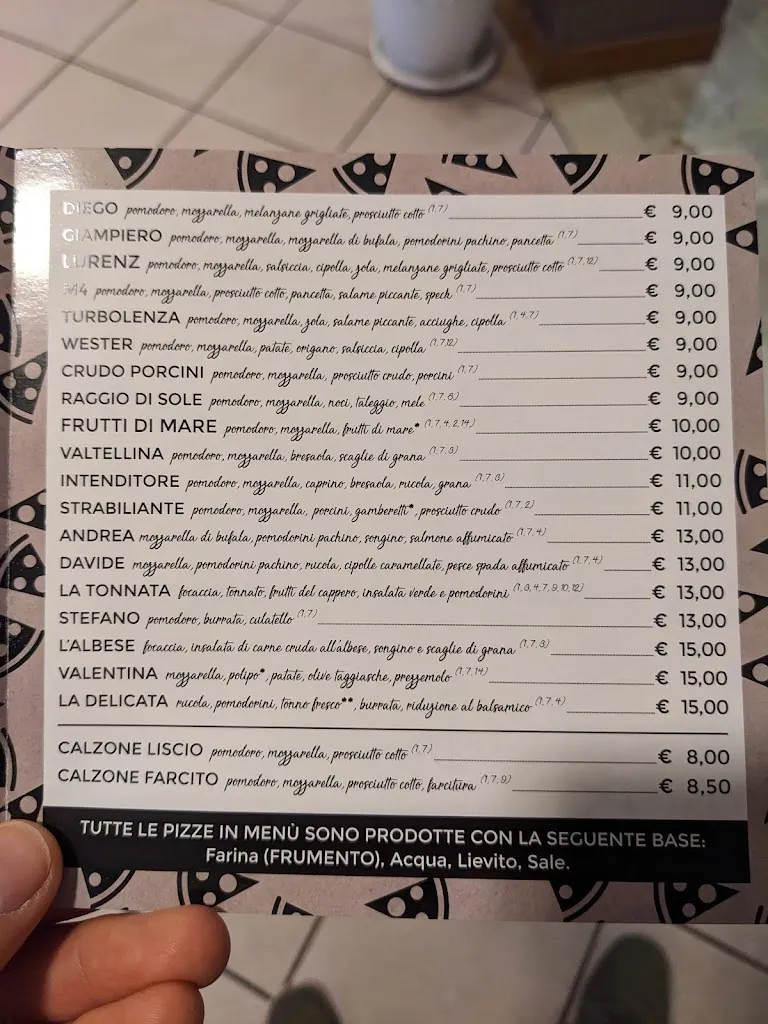 DIEGO pomodoro, mozzarella, melanzane grigliate, prosciutto cotto (1,7) € 9,00
GIAMPIERO pomodoro, mozzarella, mozzarella di bufala, pomodorini pachino, pancetta (1,7) € 9,00
LORENZ pomodoro, mozzarella, salsiccia, cipolla, zola, melanzane grigliate, prosciutto cotto (1,7,12) € 9,00
M4 pomodoro, mozzarella, prosciutto cotto, pancetta, salame piccante, speck (1,7) € 9,00
TURBOLENZA pomodoro, mozzarella, zola, salame piccante, acciughe, cipolla (1,4,7) € 9,00
WESTER pomodoro, mozzarella, patate, origano, salsiccia, cipolla (1,7,12) € 9,00
CRUDO PORCINI pomodoro, mozzarella, prosciutto crudo, porcini (1,7) € 9,00
RAGGIO DI SOLE pomodoro, mozzarella, noci, taleggio, mele (1,7,8) € 9,00
FRUTTI DI MARE pomodoro, mozzarella, frutti di mare* (1,7,4,2,14) € 10,00
VALTELLINA pomodoro, mozzarella, bresaola, scaglie di grana (1,7,3) € 10,00
INTENDITORE pomodoro, mozzarella, caprino, bresaola, rucola, grana (1,7,3) € 11,00
STRABILIANTE pomodoro, mozzarella, porcini, gamberetti*, prosciutto crudo (1,7,2) € 11,00
ANDREA mozzarella di bufala, pomodorini pachino, songino, salmone affumicato (1,7,4) € 13,00
DAVIDE mozzarella, pomodorini pachino, rucola, cipolle caramellate, pesce spada affumicato (1,7,4) € 13,00
LA TONNATA focaccia, tonnato, frutti del cappero, insalata verde e pomodorini (1,3,4,7,9,10,12) € 13,00
STEFANO pomodoro, burrata, culatello (1,7) € 13,00
L'ALBESE focaccia, insalata di carne cruda all'albese, songino e scaglie di grana (1,7,3) € 15,00
VALENTINA mozzarella, polipo*, patate, olive taggiasche, prezzemolo (1,7,14) € 15,00
LA DELICATA rucola, pomodorini, tonno fresco**, burrata, riduzione al balsamico (1,7,4) € 15,00
CALZONE LISCIO pomodoro, mozzarella, prosciutto cotto (1,7) € 8,00
CALZONE FARCITO pomodoro, mozzarella, prosciutto cotto, farcitura (1,7,9) € 8,50
TUTTE LE PIZZE IN MENÙ SONO PRODOTTE CON LA SEGUENTE BASE:
Farina (FRUMENTO), Acqua, Lievito, Sale.